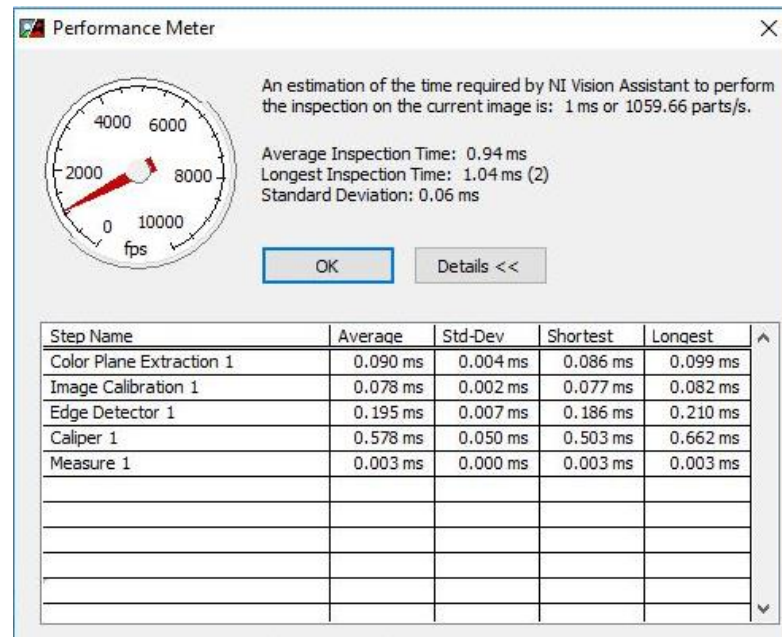 Performance Meter
An estimation of the time required by NI Vision Assistant to perform
the inspection on the current image is: 1 ms or 1059.66 parts/s.
Average Inspection Time: 0.94 ms
Longest Inspection Time: 1.04 ms (2)
Standard Deviation: 0.06 ms
4000 6000
2000 8000
0 10000
fps
OK Details <<
Step Name Average Std-Dev Shortest Longest
Color Plane Extraction 1 0.090 ms 0.004 ms 0.086 ms 0.099 ms
Image Calibration 1 0.078 ms 0.002 ms 0.077 ms 0.082 ms
Edge Detector 1 0.195 ms 0.007 ms 0.186 ms 0.210 ms
Caliper 1 0.578 ms 0.050 ms 0.503 ms 0.662 ms
Measure 1 0.003 ms 0.000 ms 0.003 ms 0.003 ms